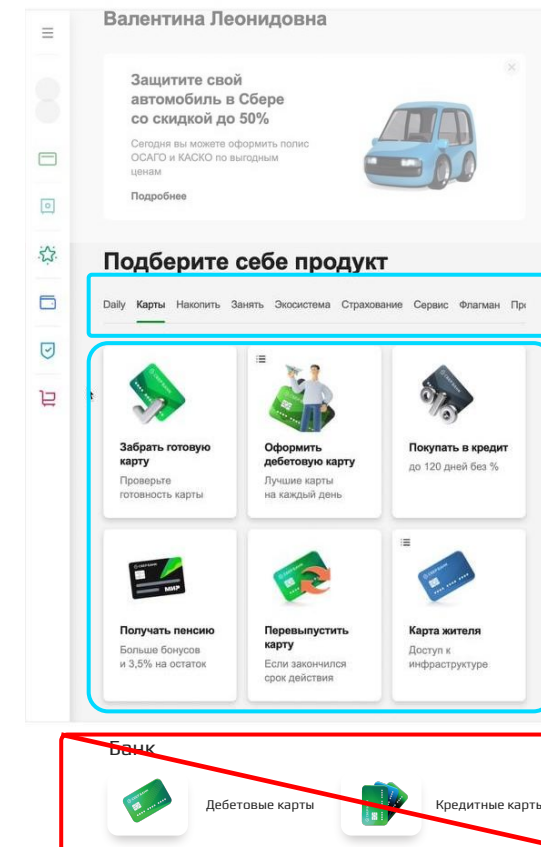 Валентина Леонидовна
Защитите свой
автомобиль в Сбере
со скидкой до 50%
Сегодня вы можете оформить полис
ОСАГО и КАСКО по выгодным
ценам
Подробнее
Подберите себе продукт
Daily Карты Накопить Занять Экосистема Страхование Сервис Флагман
Забрать готовую
карту
Проверьте
готовность карты
Оформить
дебетовую карту
Лучшие карты
на каждый день
Покупать в кредит
до 120 дней без %
МИР
Получать пенсию
Больше бонусов
и 3,5% на остаток
Перевыпустить
карту
Если закончился
срок действия
Карта жителя
Доступ к
инфраструктуре
Банк
Дебетовые карты
Кредитные карты